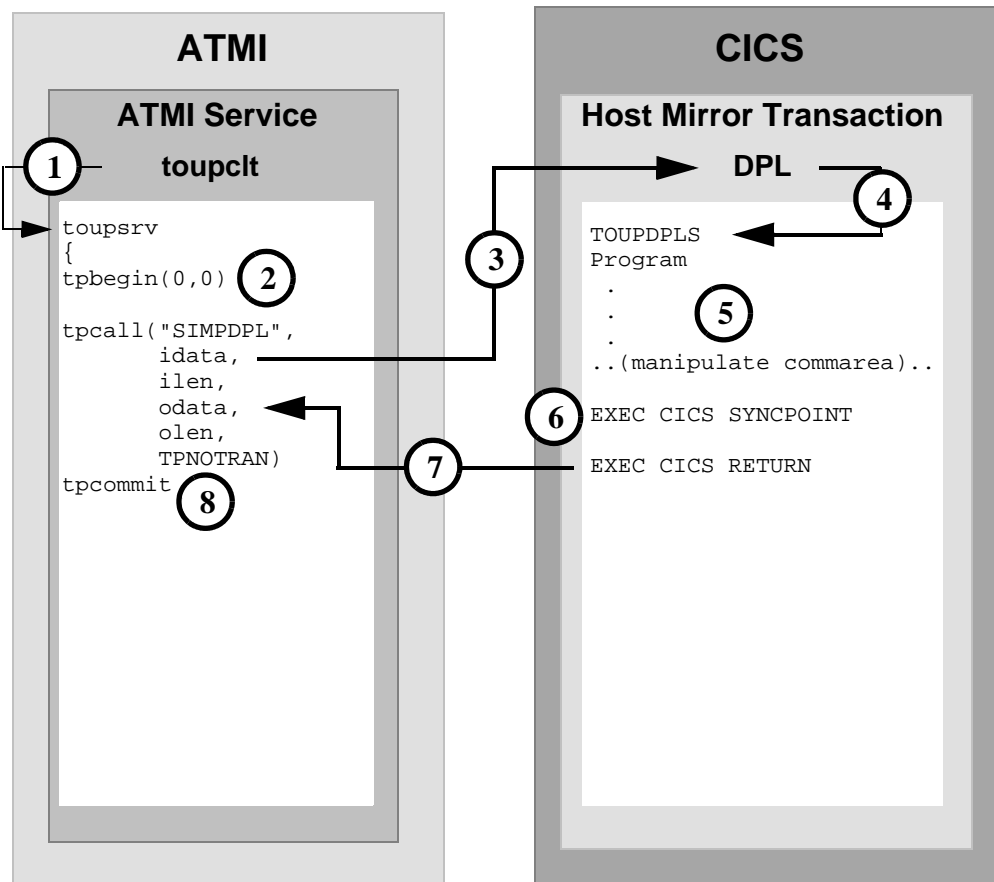 ATMI
ATMI Service
1
toupclt
toupsrv
{
tpbegin(0,0)
2
tpcall("SIMPDPL",
idata,
ilen,
odata,
olen,
TPNOTRAN)
tpcommit
8
3
7
CICS
Host Mirror Transaction
DPL
4
TOUPDPLS
Program
.
.
.
5
..(manipulate commarea)..
6
EXEC CICS SYNCPOINT
EXEC CICS RETURN